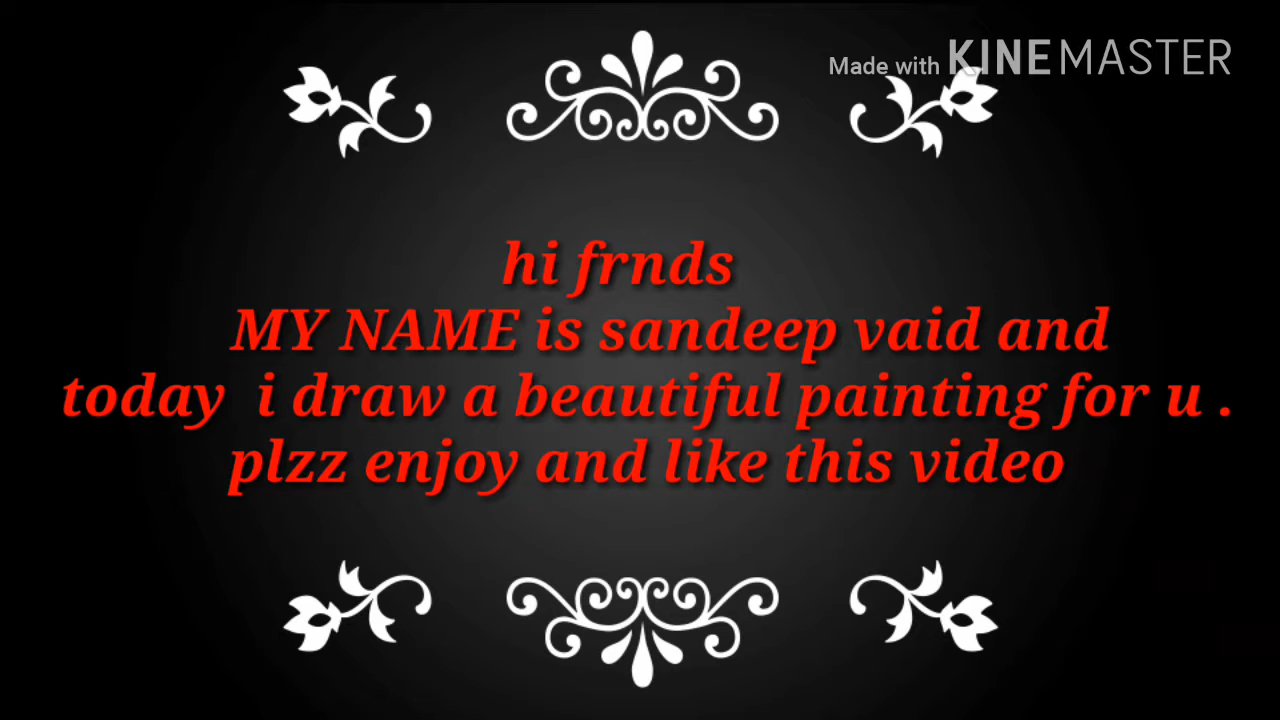 Made with KINEMASTER
hi frnds
MY NAME is sandeep vaid and
today i draw a beautiful painting for u .
plzz enjoy and like this video